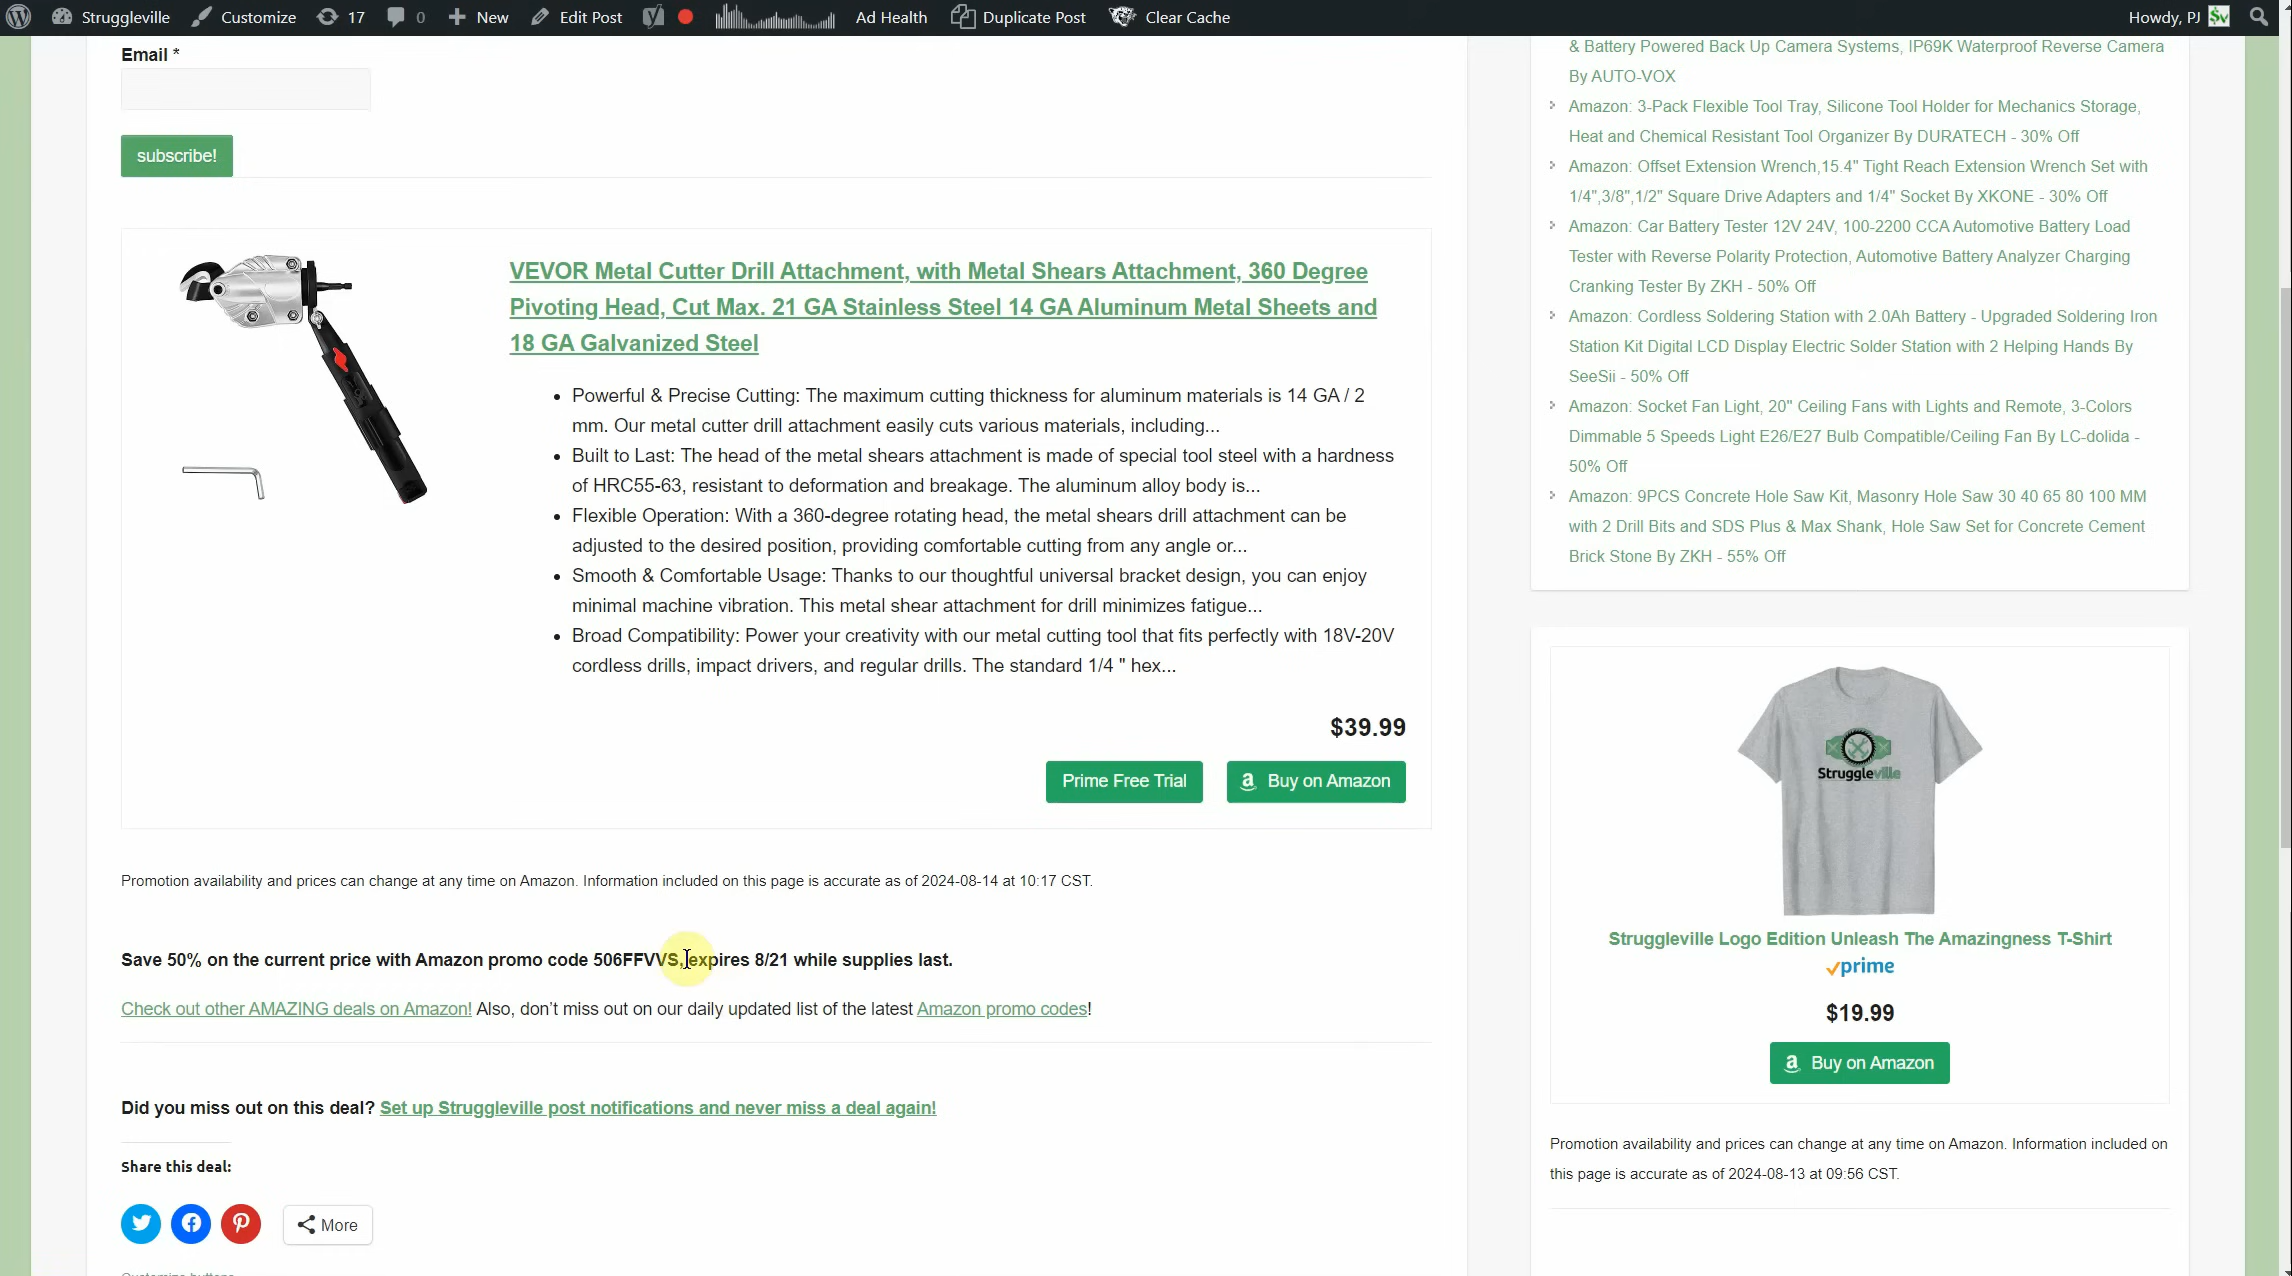 Struggleville Customize 17 0 New Edit Post Ad Health Duplicate Post Clear Cache Howdy, PJ
Email *
subscribe!
VEVOR Metal Cutter Drill Attachment, with Metal Shears Attachment, 360 Degree
Pivoting Head, Cut Max. 21 GA Stainless Steel 14 GA Aluminum Metal Sheets and
18 GA Galvanized Steel
• Powerful & Precise Cutting: The maximum cutting thickness for aluminum materials is 14 GA / 2
mm. Our metal cutter drill attachment easily cuts various materials, including...
• Built to Last: The head of the metal shears attachment is made of special tool steel with a hardness
of HRC55-63, resistant to deformation and breakage. The aluminum alloy body is...
• Flexible Operation: With a 360-degree rotating head, the metal shears drill attachment can be
adjusted to the desired position, providing comfortable cutting from any angle or...
• Smooth & Comfortable Usage: Thanks to our thoughtful universal bracket design, you can enjoy
minimal machine vibration. This metal shear attachment for drill minimizes fatigue...
• Broad Compatibility: Power your creativity with our metal cutting tool that fits perfectly with 18V-20V
cordless drills, impact drivers, and regular drills. The standard 1/4 " hex...
$39.99
Prime Free Trial
Buy on Amazon
Promotion availability and prices can change at any time on Amazon. Information included on this page is accurate as of 2024-08-14 at 10:17 CST.
Save 50% on the current price with Amazon promo code 506FFVVS, expires 8/21 while supplies last.
Check out other AMAZING deals on Amazon! Also, don't miss out on our daily updated list of the latest Amazon promo codes!
Did you miss out on this deal? Set up Struggleville post notifications and never miss a deal again!
Share this deal:
More
& Battery Powered Back Up Camera Systems, IP69K Waterproof Reverse Camera
By AUTO-VOX
Amazon: 3-Pack Flexible Tool Tray, Silicone Tool Holder for Mechanics Storage,
Heat and Chemical Resistant Tool Organizer By DURATECH - 30% Off
Amazon: Offset Extension Wrench,15.4" Tight Reach Extension Wrench Set with
1/4",3/8",1/2" Square Drive Adapters and 1/4" Socket By XKONE - 30% Off
Amazon: Car Battery Tester 12V 24V, 100-2200 CCA Automotive Battery Load
Tester with Reverse Polarity Protection, Automotive Battery Analyzer Charging
Cranking Tester By ZKH - 50% Off
Amazon: Cordless Soldering Station with 2.0Ah Battery - Upgraded Soldering Iron
Station Kit Digital LCD Display Electric Solder Station with 2 Helping Hands By
SeeSii - 50% Off
Amazon: Socket Fan Light, 20" Ceiling Fans with Lights and Remote, 3-Colors
Dimmable 5 Speeds Light E26/E27 Bulb Compatible/Ceiling Fan By LC-dolida -
50% Off
Amazon: 9PCS Concrete Hole Saw Kit, Masonry Hole Saw 30 40 65 80 100 MM
with 2 Drill Bits and SDS Plus & Max Shank, Hole Saw Set for Concrete Cement
Brick Stone By ZKH - 55% Off
Struggleville
Struggleville Logo Edition Unleash The Amazingness T-Shirt
prime
$19.99
Buy on Amazon
Promotion availability and prices can change at any time on Amazon. Information included on
this page is accurate as of 2024-08-13 at 09:56 CST.